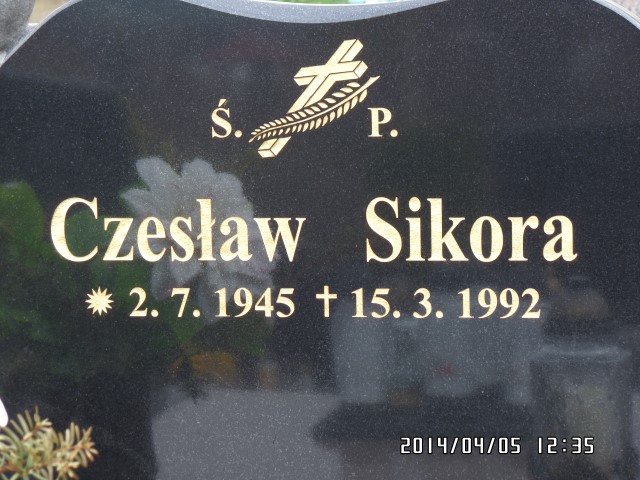 Ś. P.
Czesław Sikora
✸ 2. 7. 1945 † 15. 3. 1992
2014/04/05 12:35